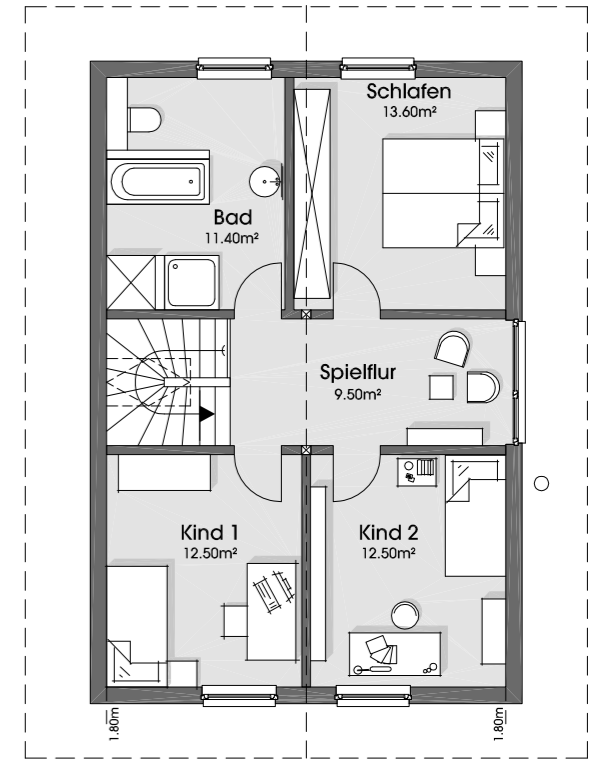 Schlafen
13.60m²
Bad
11.40m²
Spielflur
9.50m²
Kind 1
12.50m²
Kind 2
12.50m²
1.80m
1.80m